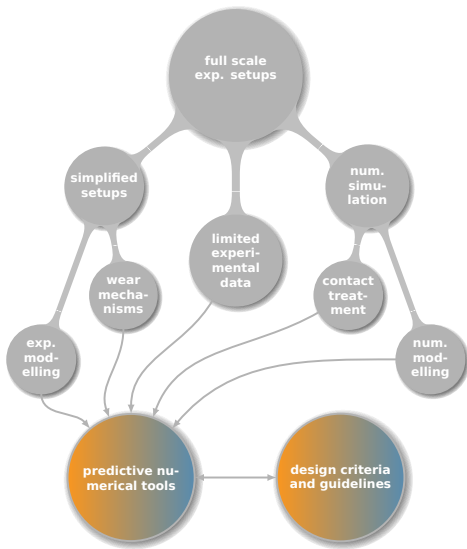 full scale
exp. setups
simplified
setups
num.
simu-
lation
limited
experi-
mental
data
wear
mecha-
nisms
contact
treat-
ment
exp.
mod-
elling
num.
mod-
elling
predictive nu-
merical tools
design criteria
and guidelines